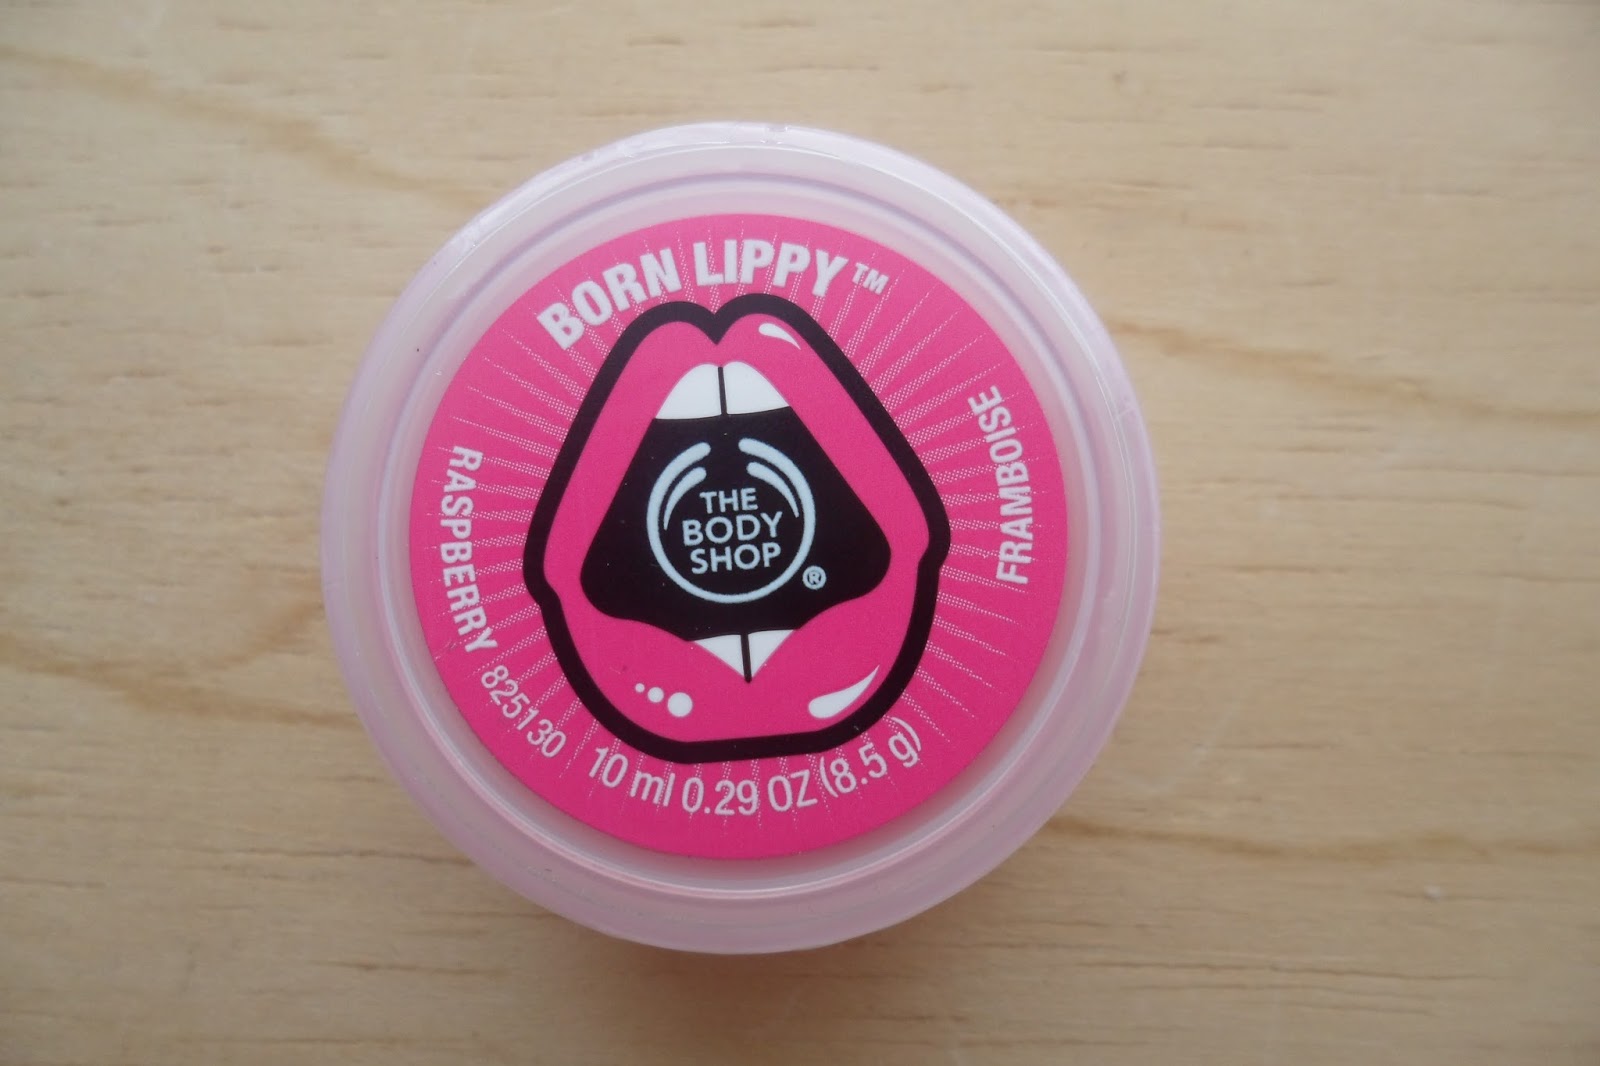 BORN LIPPY™
THE
BODY
SHOP®
FRAMBOISE
RASPBERRY 825130 10 ml 0.29 OZ (8.5 g)